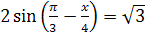 2 sin (π/3 − x/4) = √3